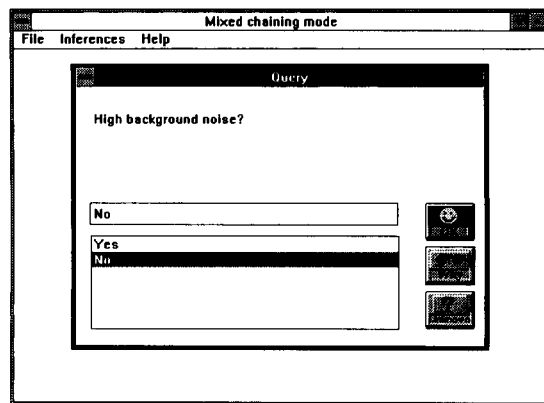 Mixed chaining mode
File Inferences Help
Query
High background noise?
No
Yes
No